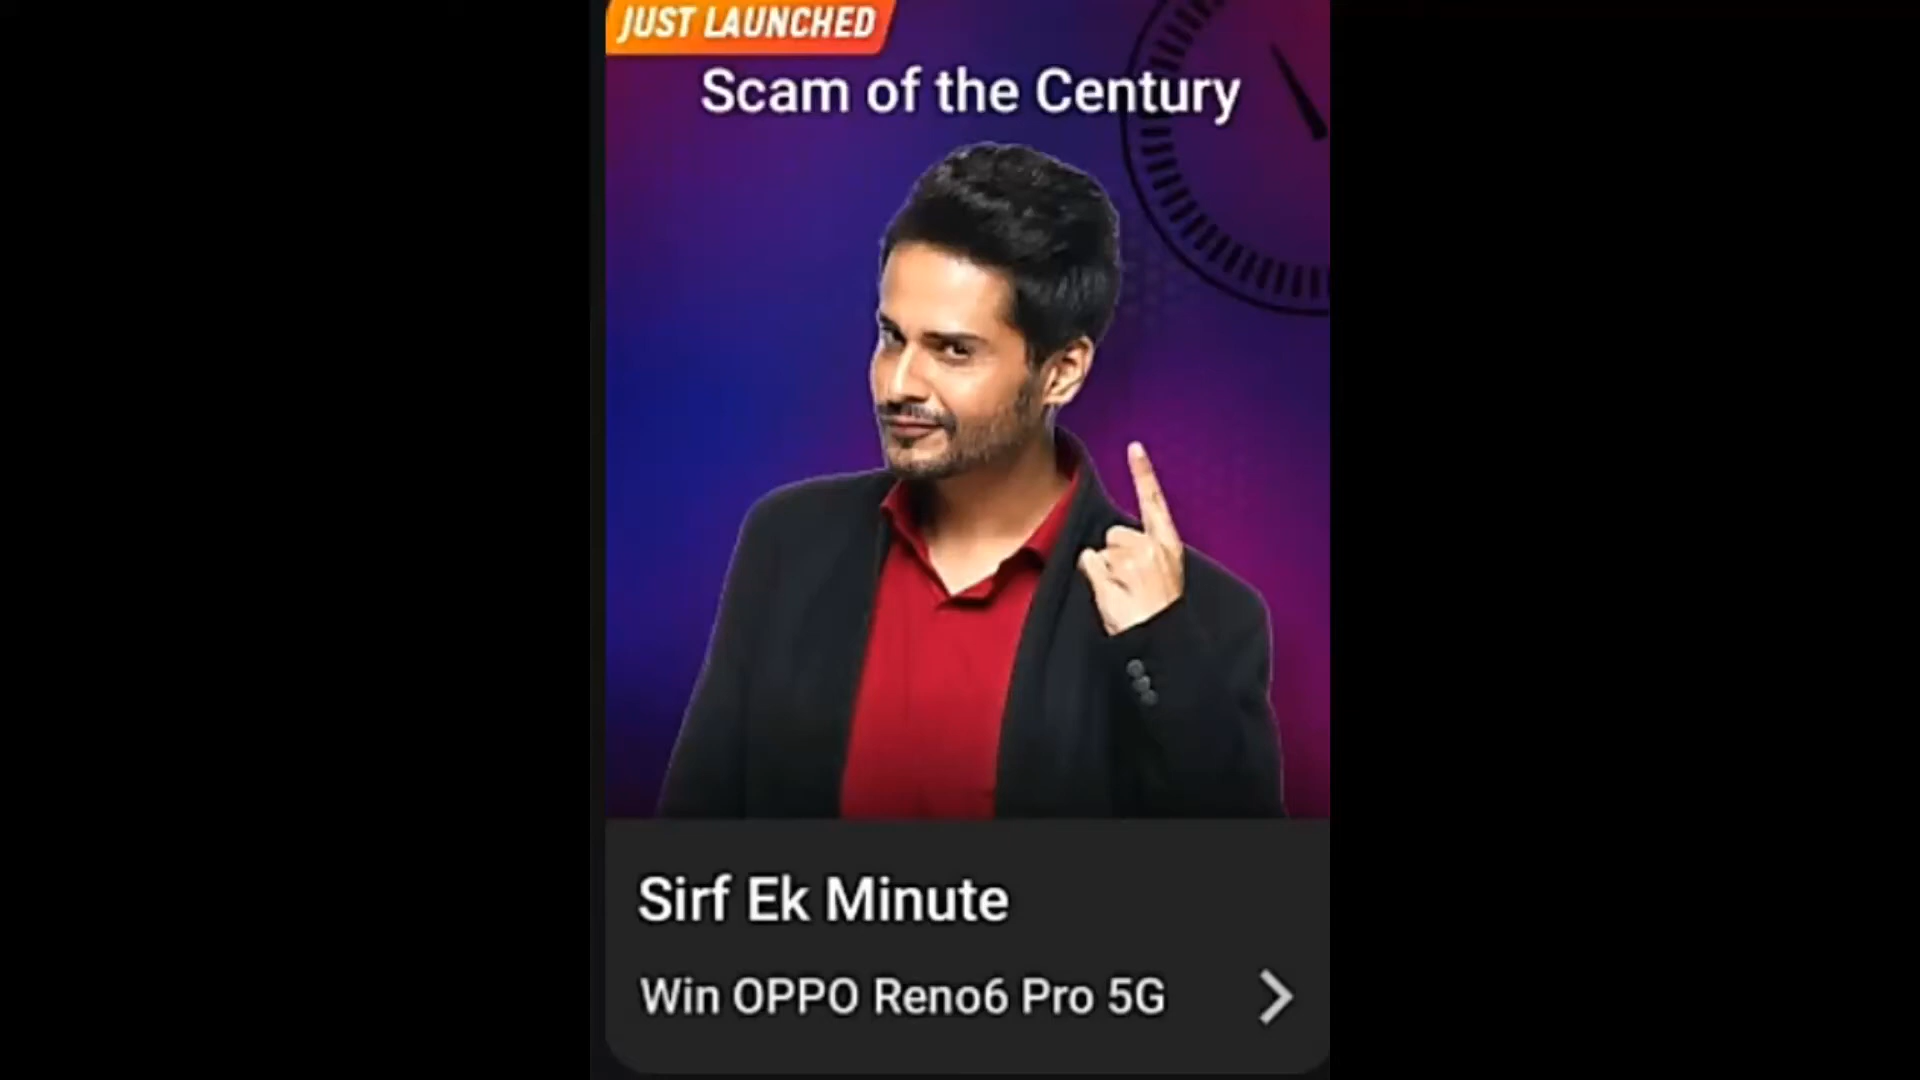 JUST LAUNCHED
Scam of the Century
Sirf Ek Minute
Win OPPO Reno6 Pro 5G